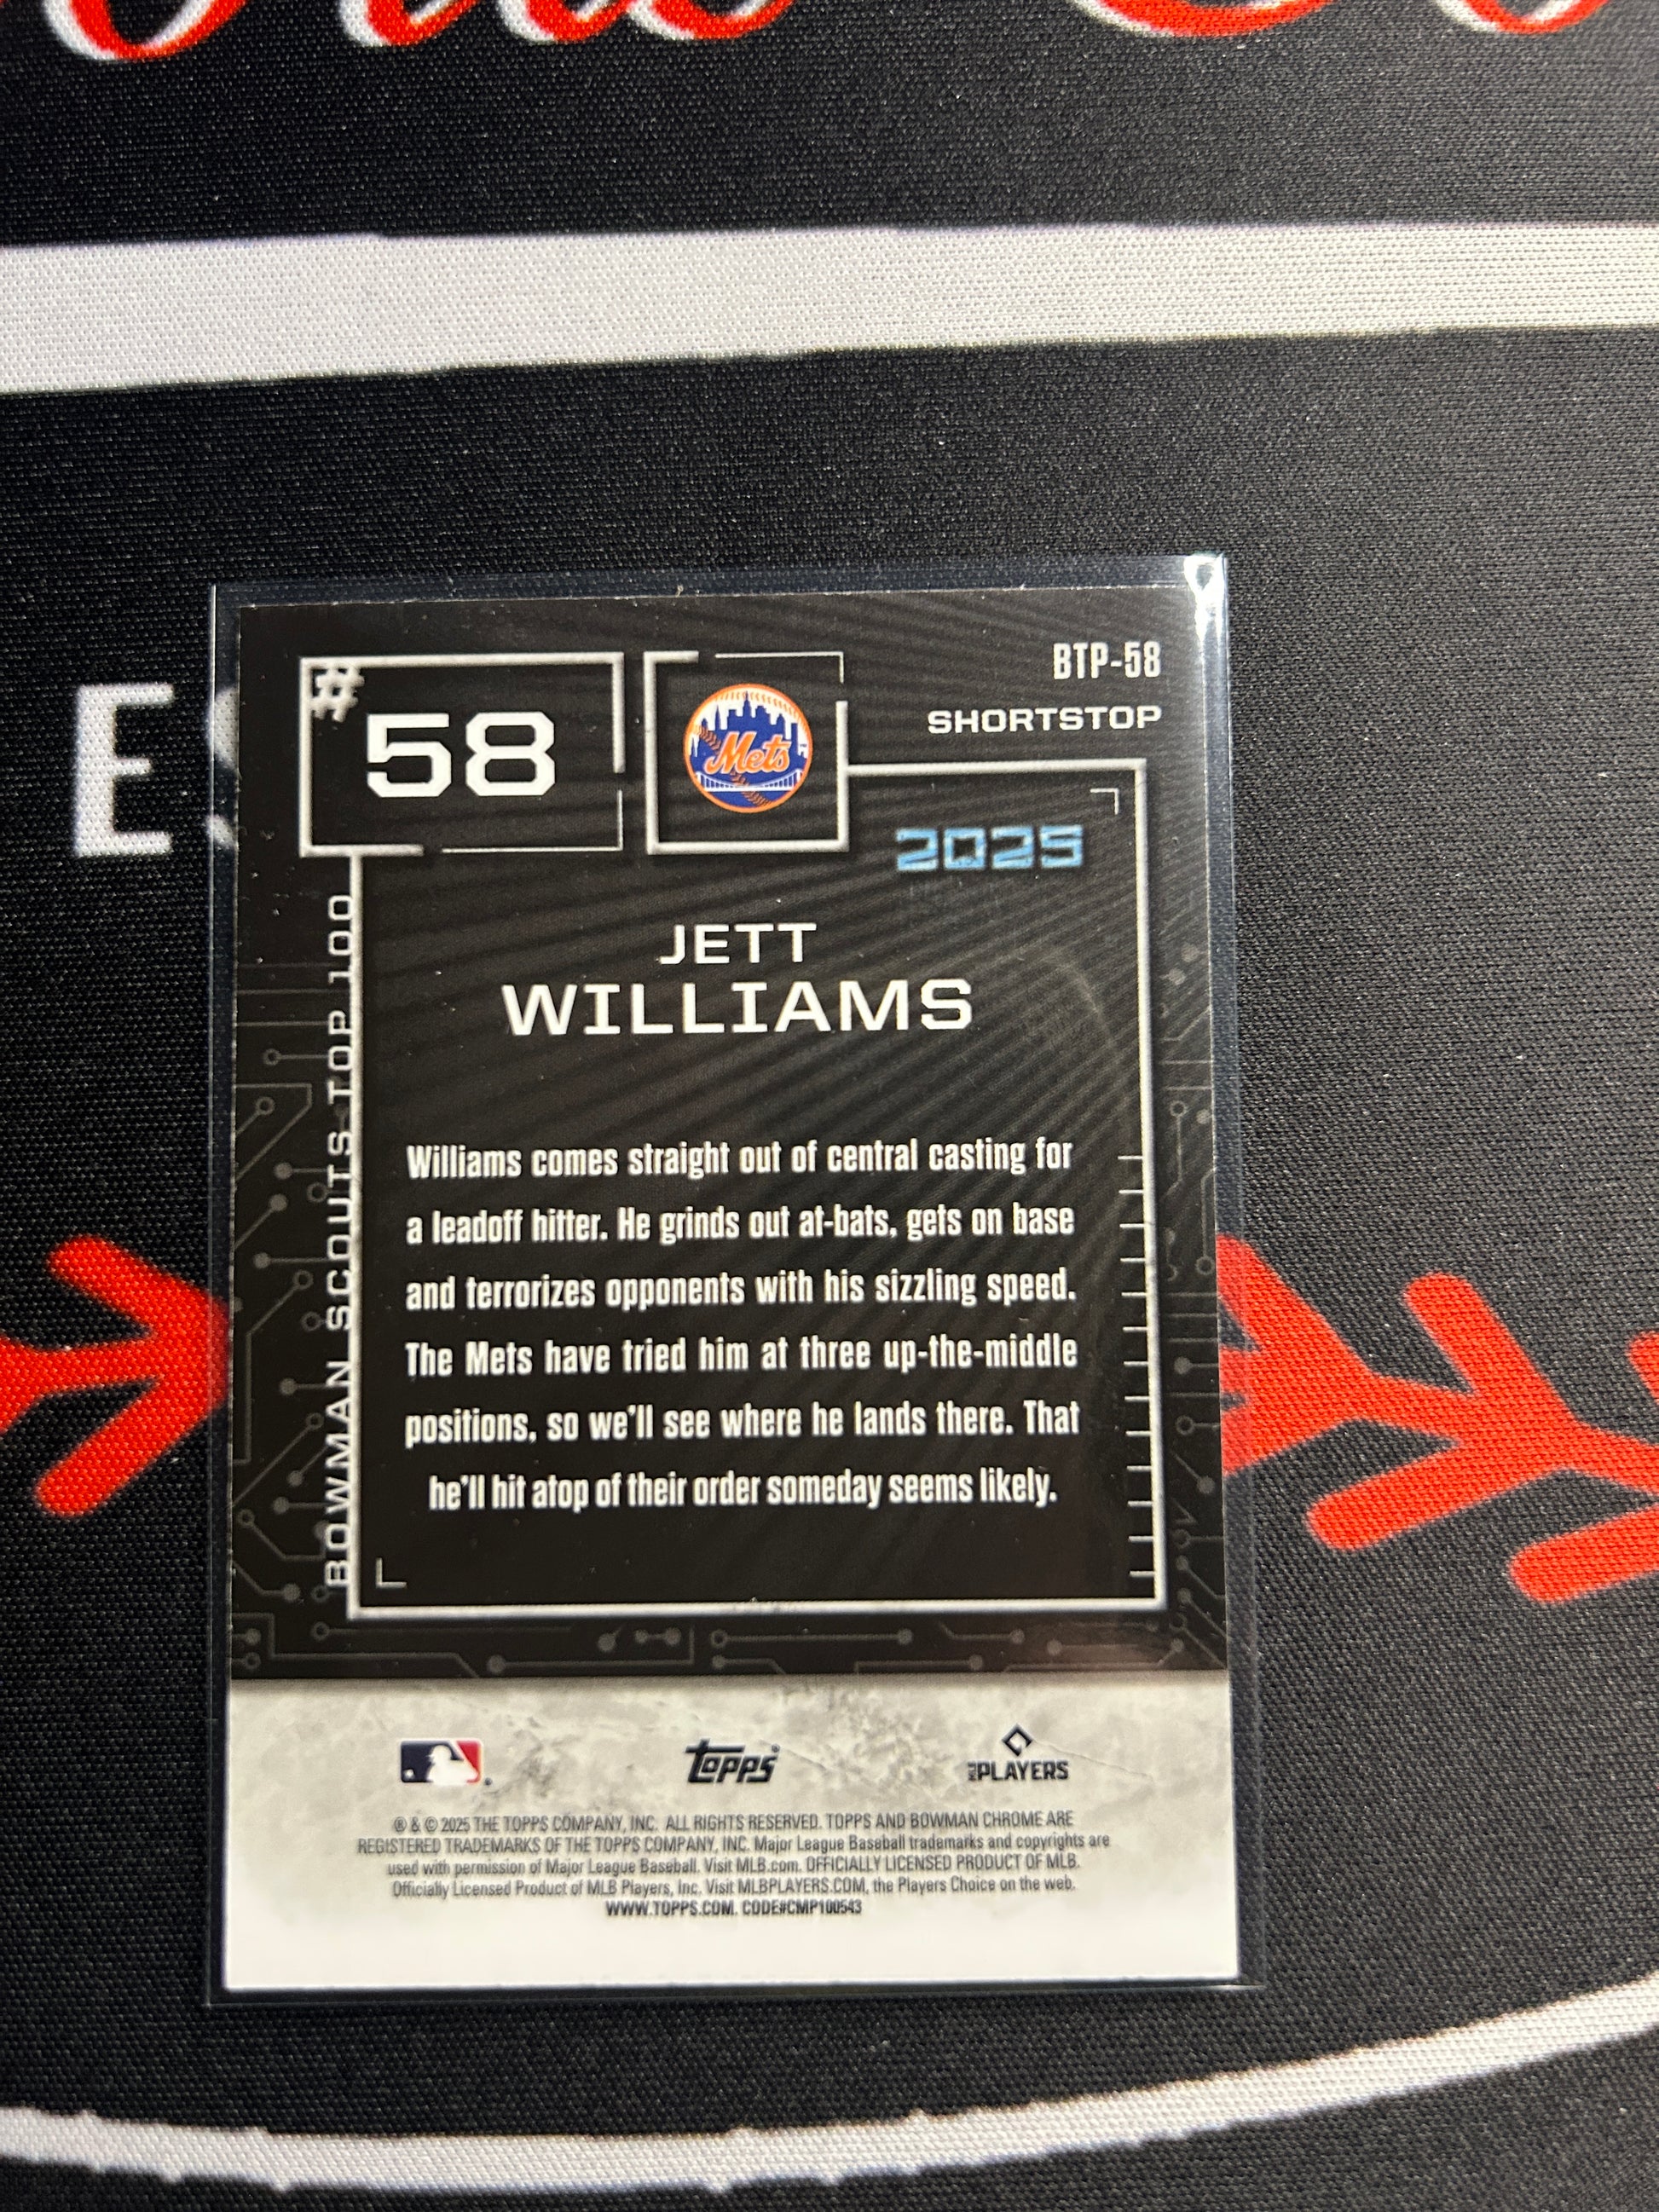 ES
#58
Mets
BTP-58
SHORTSTOP
2025
JETT
WILLIAMS
BOWMAN SCOUTS TOP 100
Williams comes straight out of central casting for
a leadoff hitter. He grinds out at-bats, gets on base
and terrorizes opponents with his sizzling speed.
The Mets have tried him at three up-the-middle
positions, so we'll see where he lands there. That
he'll hit atop of their order someday seems likely.
Topps®
MLB PLAYERS
® & © 2025 THE TOPPS COMPANY, INC. ALL RIGHTS RESERVED. TOPPS AND BOWMAN CHROME ARE
REGISTERED TRADEMARKS OF THE TOPPS COMPANY, INC. Major League Baseball trademarks and copyrights are
used with permission of Major League Baseball. Visit MLB.com. OFFICIALLY LICENSED PRODUCT OF MLB.
Officially Licensed Product of MLB Players, Inc. Visit MLBPLAYERS.COM, the Players Choice on the web.
WWW.TOPPS.COM. CODE#CMP100543